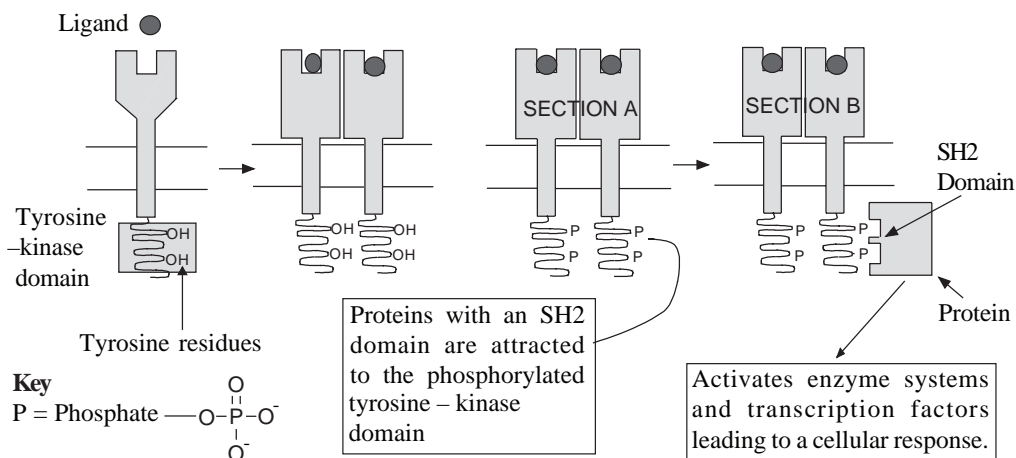 Ligand
SECTION A
SECTION B
SH2
Domain
Tyrosine
–kinase
domain
OH
OH
OH
OH
OH
OH
P
P
P
P
P
P
P
P
Protein
Tyrosine residues
Proteins with an SH2
domain are attracted
to the phosphorylated
tyrosine – kinase
domain
Activates enzyme systems
and transcription factors
leading to a cellular response.
Key
P = Phosphate
O
O–P–O-
O-